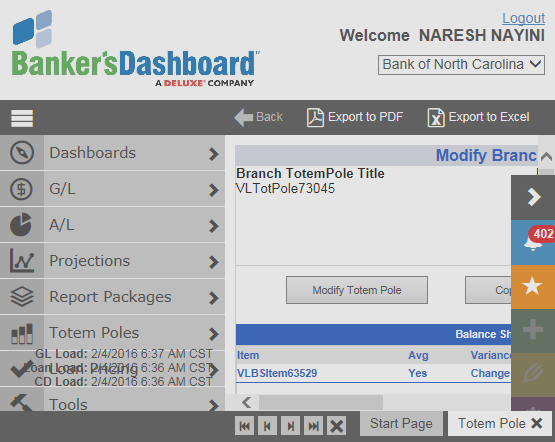 Logout
Welcome NARESH NAYINI
Banker'sDashboard™
A DELUXE® COMPANY
Bank of North Carolina
Back
Export to PDF
Export to Excel
Dashboards
G/L
A/L
Projections
Report Packages
Totem Poles
Loan Pricing
Tools
GL Load: 2/4/2016 6:37 AM CST
Loan Load: 2/4/2016 6:36 AM CST
CD Load: 2/4/2016 6:36 AM CST
Modify Branc
Branch TotemPole Title
VLTotPole73045
402
Modify Totem Pole
Cop
Balance Sh
Item Avg Variance
VLBSItem63529 Yes Change
Start Page
Totem Pole